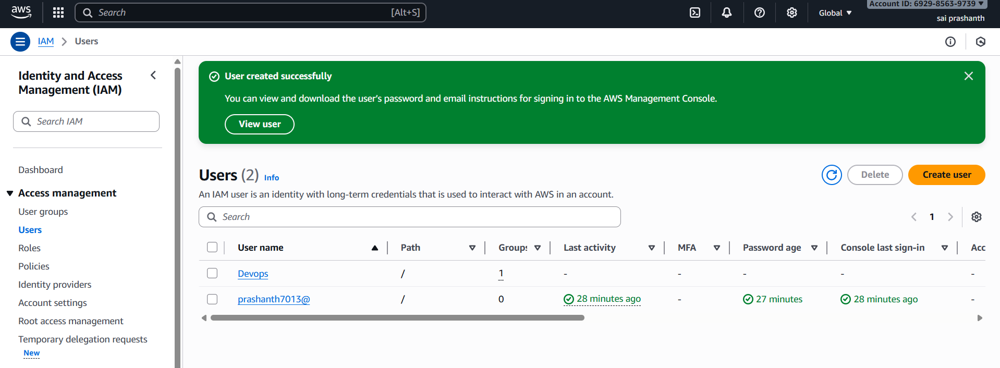 aws
Search [Alt+S]
Global
Account ID: 6929-8563-9739
sai prashanth
IAM > Users
Identity and Access
Management (IAM)
Search IAM
Dashboard
Access management
User groups
Users
Roles
Policies
Identity providers
Account settings
Root access management
Temporary delegation requests
New
User created successfully
You can view and download the user's password and email instructions for signing in to the AWS Management Console.
View user
Users (2) Info
Delete
Create user
An IAM user is an identity with long-term credentials that is used to interact with AWS in an account.
Search
1
User name Path Groups Last activity MFA Password age Console last sign-in Acc
Devops / 1 - - - - -
prashanth7013@ / 0 28 minutes ago - 27 minutes 28 minutes ago -